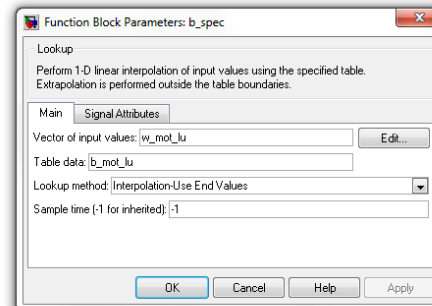 Function Block Parameters: b_spec
Lookup
Perform 1-D linear interpolation of input values using the specified table.
Extrapolation is performed outside the table boundaries.
Main Signal Attributes
Vector of input values: w_mot_lu Edit...
Table data: b_mot_lu
Lookup method: Interpolation-Use End Values
Sample time (-1 for inherited): -1
OK Cancel Help Apply